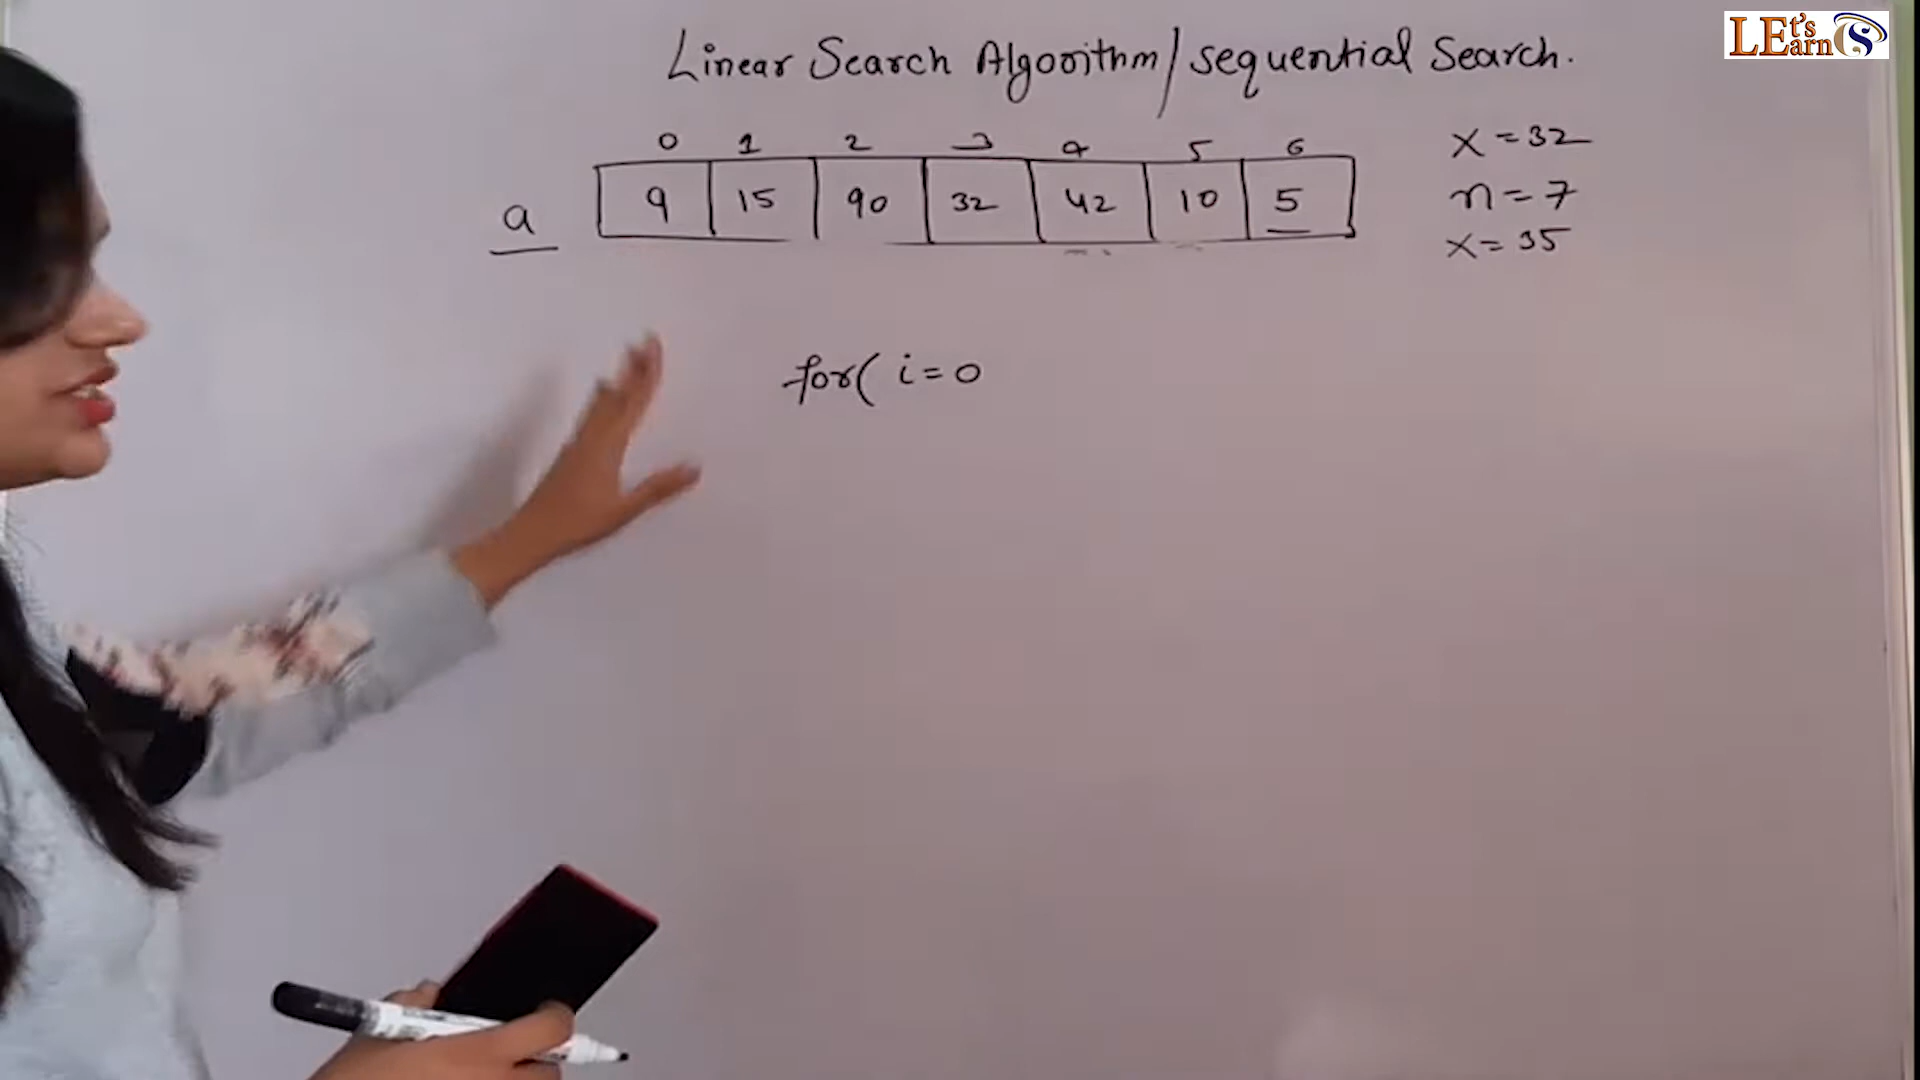 LEt's Earn CS
Linear Search Algorithm/sequential Search.
0 1 2 3 4 5 6
a 9 15 90 32 42 10 5
x = 32
n = 7
x = 35
for( i = 0